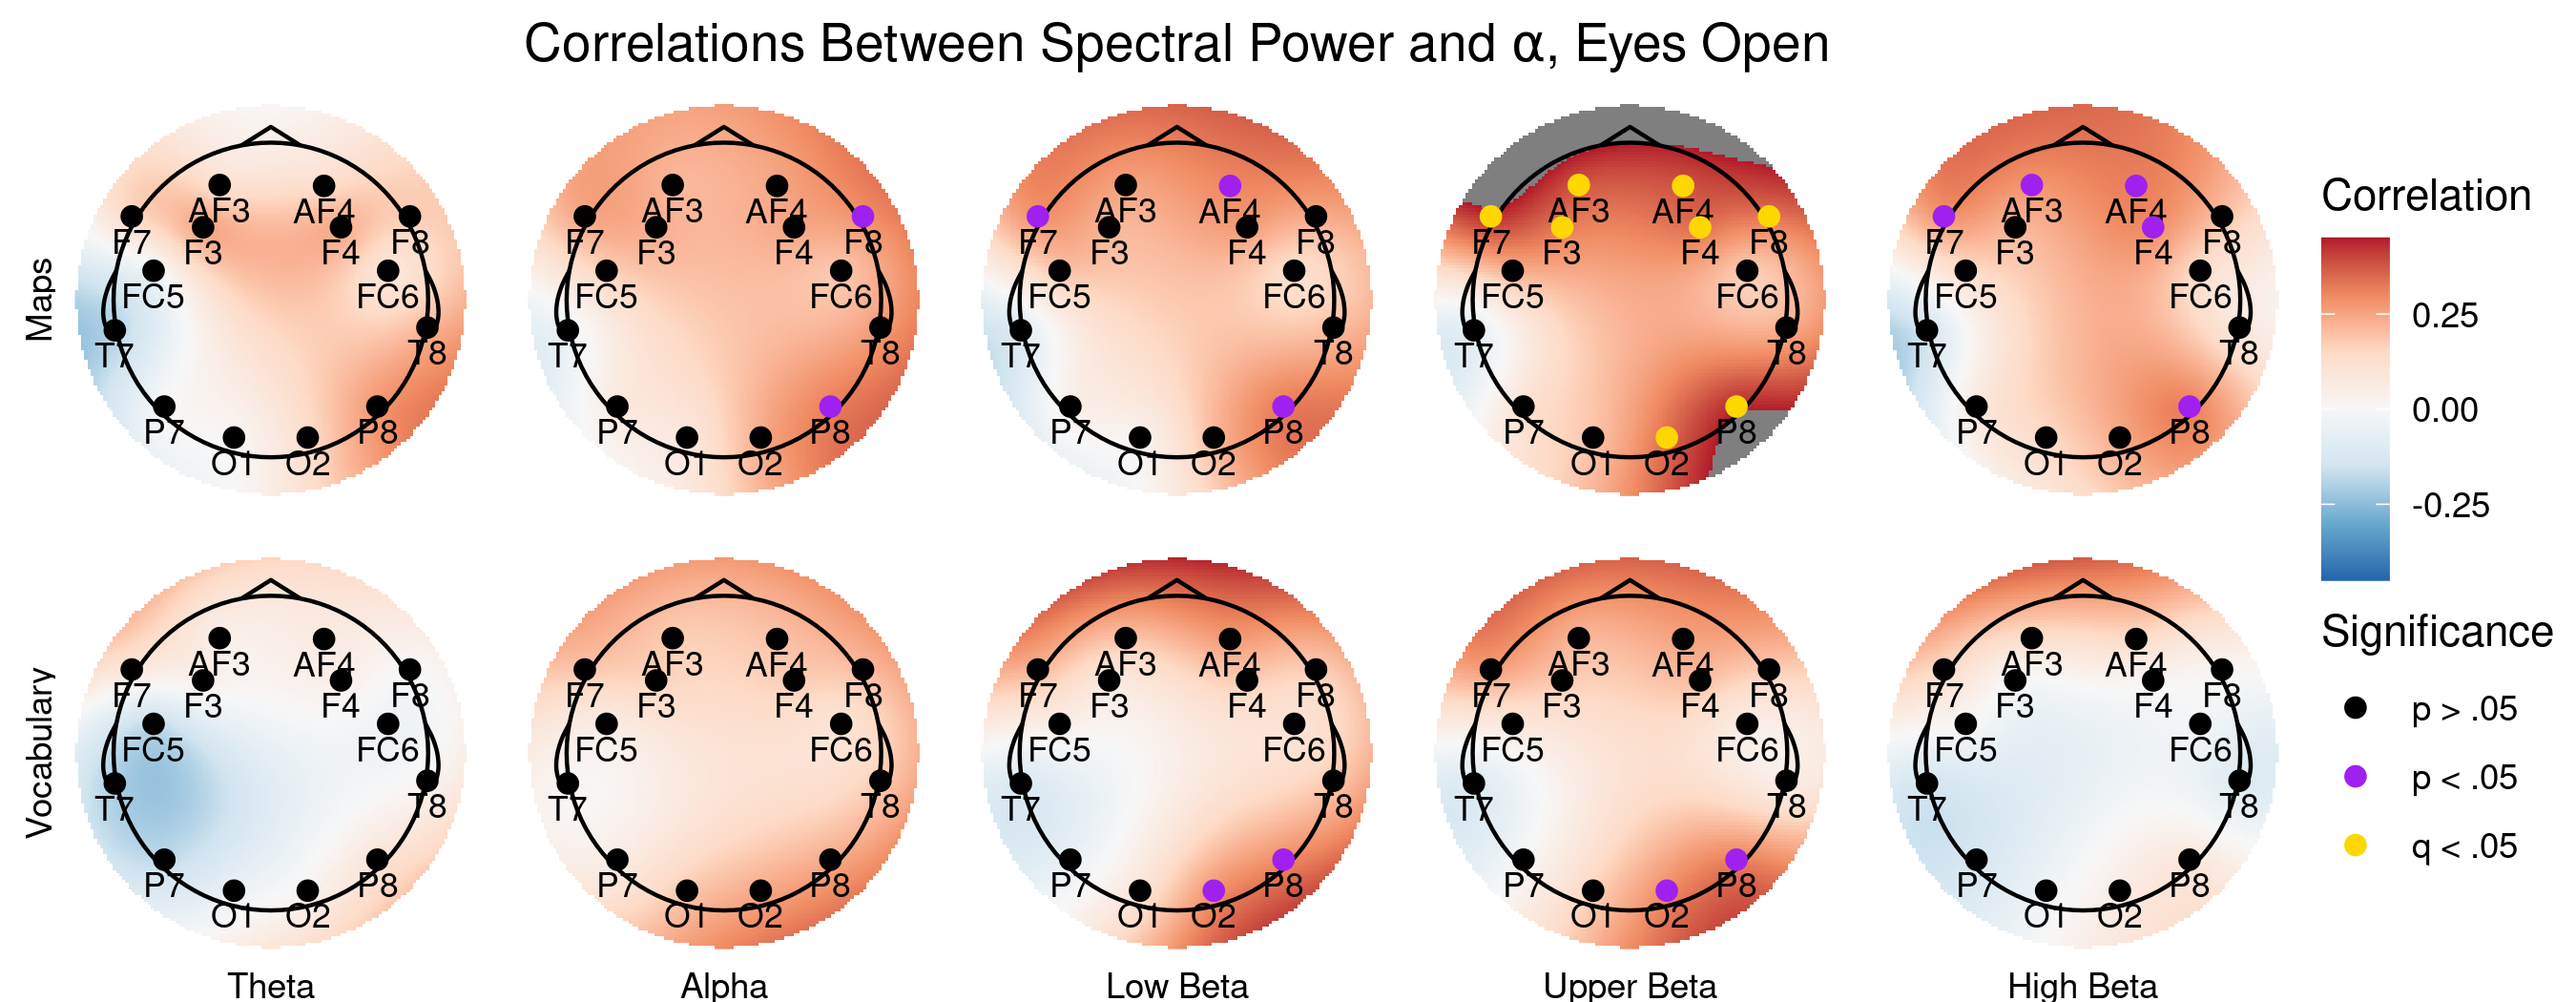 Correlations Between Spectral Power and α, Eyes Open
Maps
AF3 AF4
F7 F3 F4 F8
FC5 FC6
T7 T8
P7 P8
O1 O2
AF3 AF4
F7 F3 F4 F8
FC5 FC6
T7 T8
P7 P8
O1 O2
AF3 AF4
F7 F3 F4 F8
FC5 FC6
T7 T8
P7 P8
O1 O2
AF3 AF4
F7 F3 F4 F8
FC5 FC6
T7 T8
P7 P8
O1 O2
AF3 AF4
F7 F3 F4 F8
FC5 FC6
T7 T8
P7 P8
O1 O2
Vocabulary
AF3 AF4
F7 F3 F4 F8
FC5 FC6
T7 T8
P7 P8
O1 O2
AF3 AF4
F7 F3 F4 F8
FC5 FC6
T7 T8
P7 P8
O1 O2
AF3 AF4
F7 F3 F4 F8
FC5 FC6
T7 T8
P7 P8
O1 O2
AF3 AF4
F7 F3 F4 F8
FC5 FC6
T7 T8
P7 P8
O1 O2
AF3 AF4
F7 F3 F4 F8
FC5 FC6
T7 T8
P7 P8
O1 O2
Theta Alpha Low Beta Upper Beta High Beta
Correlation
0.25
0.00
-0.25
Significance
p > .05
p < .05
q < .05